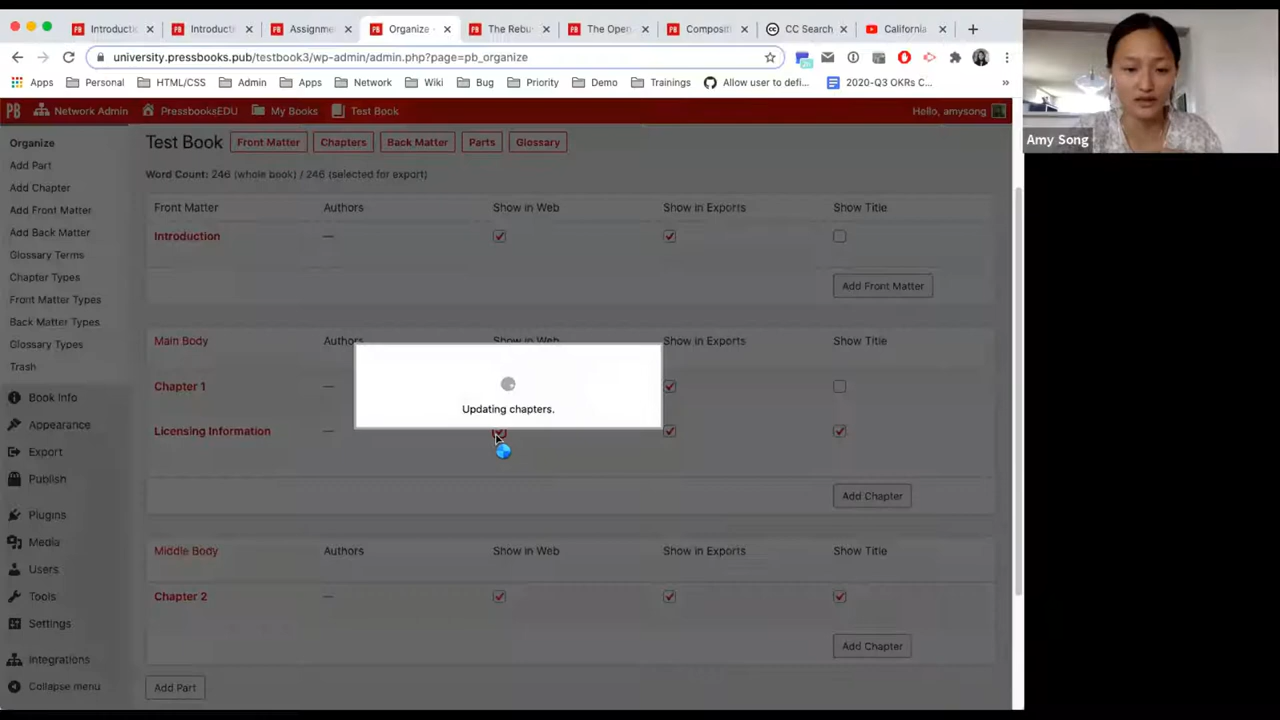 Introductic
Introducti
Assignme
Organize
The Rebu
The Open
Composit
CC Search
California
university.pressbooks.pub/testbook3/wp-admin/admin.php?page=pb_organize
Apps Personal HTML/CSS Admin Apps Network Wiki Bug Priority Demo Trainings Allow user to defi... 2020-Q3 OKRs C... »
Network Admin PressbooksEDU My Books Test Book Hello, amysong
Amy Song
Organize
Add Part
Add Chapter
Add Front Matter
Add Back Matter
Glossary Terms
Chapter Types
Front Matter Types
Back Matter Types
Glossary Types
Trash
Book Info
Appearance
Export
Publish
Plugins
Media
Users
Tools
Settings
Integrations
Collapse menu
Test Book Front Matter Chapters Back Matter Parts Glossary
Word Count: 246 (whole book) / 246 (selected for export)
Front Matter Authors Show in Web Show in Exports Show Title
Introduction —
Add Front Matter
Main Body Authors Show in Web Show in Exports Show Title
Chapter 1 —
Updating chapters.
Licensing Information —
Add Chapter
Middle Body Authors Show in Web Show in Exports Show Title
Chapter 2 —
Add Chapter
Add Part